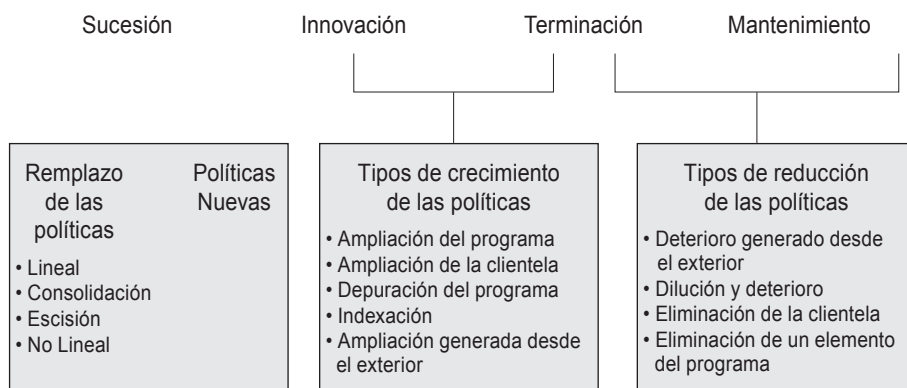 Sucesión
Innovación
Terminación
Mantenimiento
Remplazo
de las
políticas
• Lineal
• Consolidación
• Escisión
• No Lineal
Políticas
Nuevas
Tipos de crecimiento
de las políticas
• Ampliación del programa
• Ampliación de la clientela
• Depuración del programa
• Indexación
• Ampliación generada desde
el exterior
Tipos de reducción
de las políticas
• Deterioro generado desde
el exterior
• Dilución y deterioro
• Eliminación de la clientela
• Eliminación de un elemento
del programa